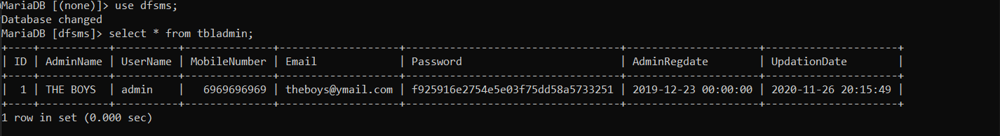 MariaDB [(none)]> use dfsms;
Database changed
MariaDB [dfsms]> select * from tbladmin;
+----+-----------+----------+--------------+-------------------+----------------------------------+---------------------+---------------------+
| ID | AdminName | UserName | MobileNumber | Email             | Password                         | AdminRegdate        | UpdationDate        |
+----+-----------+----------+--------------+-------------------+----------------------------------+---------------------+---------------------+
|  1 | THE BOYS  | admin    |   6969696969 | theboys@ymail.com | f925916e2754e5e03f75dd58a5733251 | 2019-12-23 00:00:00 | 2020-11-26 20:15:49 |
+----+-----------+----------+--------------+-------------------+----------------------------------+---------------------+---------------------+
1 row in set (0.000 sec)